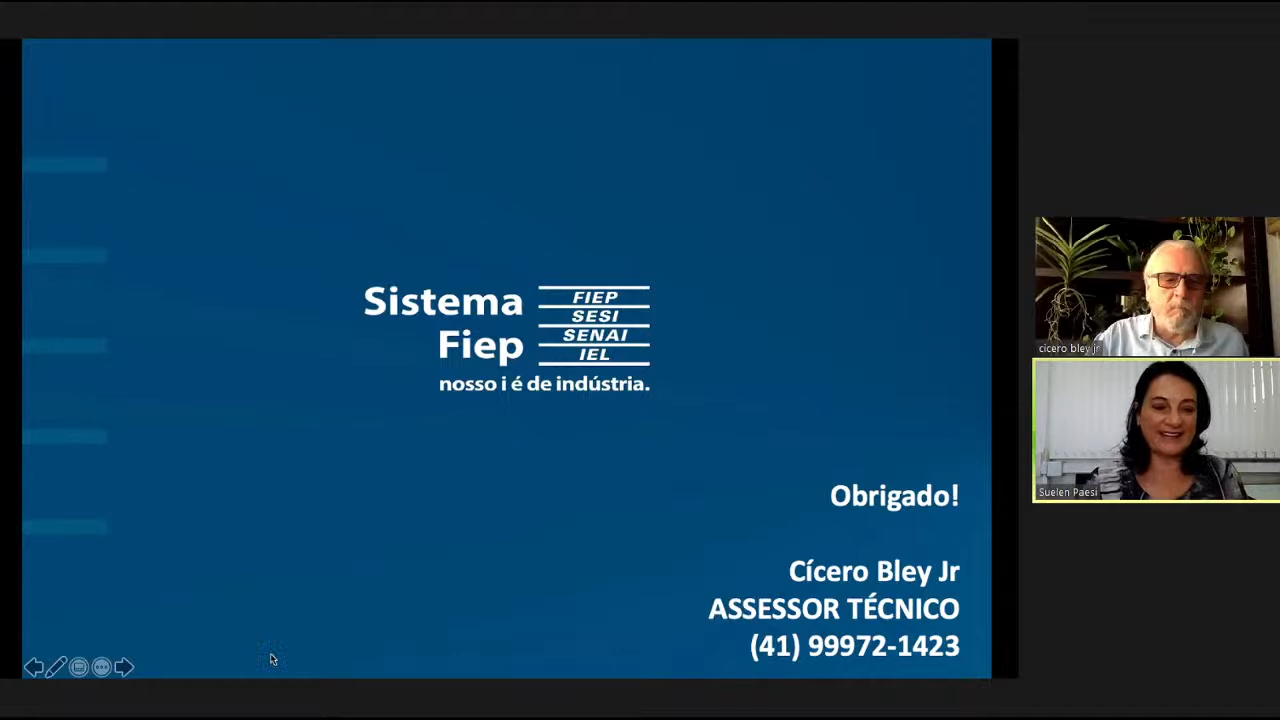 Sistema
Fiep
FIEP
SESI
SENAI
IEL
nosso i é de indústria.
Obrigado!
Cícero Bley Jr
ASSESSOR TÉCNICO
(41) 99972-1423
cicero bley jr
Suelen Paesi